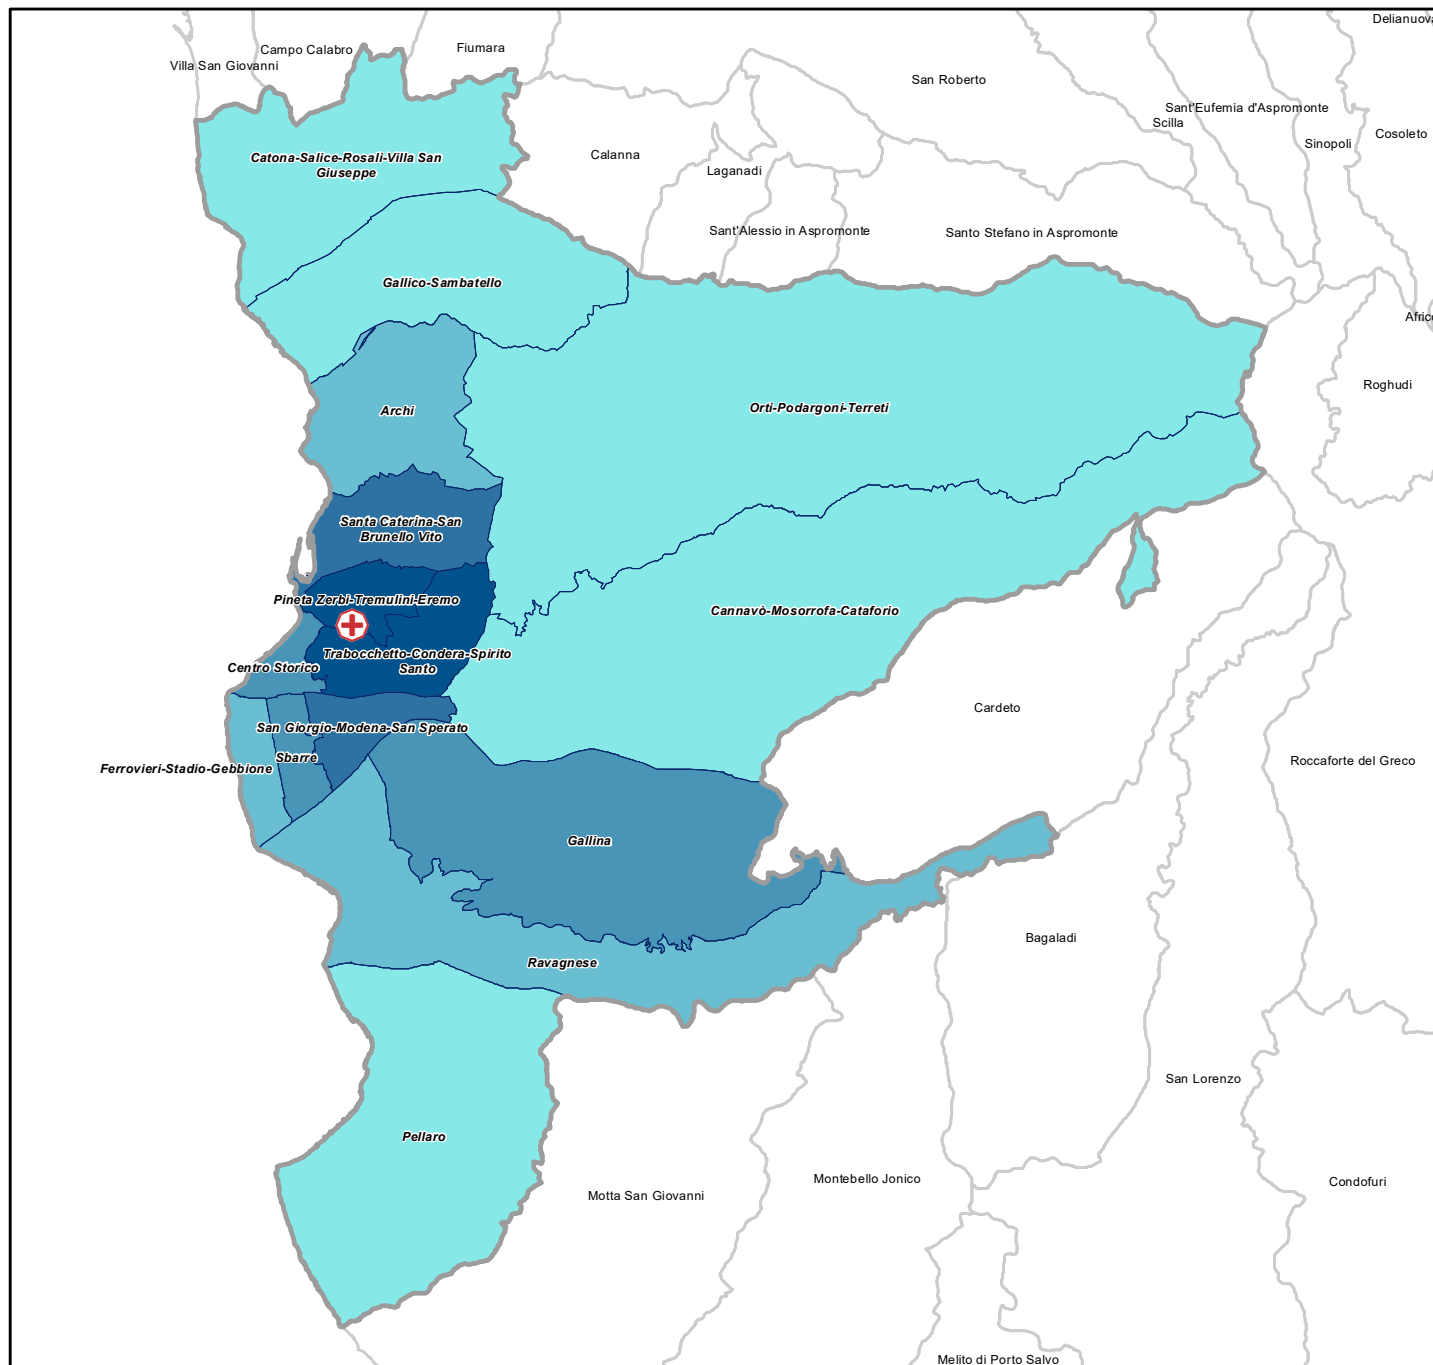 Delianuova
Campo Calabro
Fiumara
Villa San Giovanni
San Roberto
Sant'Eufemia d'Aspromonte
Scilla
Cosoleto
Sinopoli
Catona-Salice-Rosali-Villa San
Giuseppe
Calanna
Laganadi
Sant'Alessio in Aspromonte
Santo Stefano in Aspromonte
Gallico-Sambatello
Afric
Roghudi
Archi
Orti-Podargoni-Terreti
Santa Caterina-San
Brunello Vito
Pineta Zerbi-Tremulini-Eremo
Cannavò-Mosorrofa-Cataforio
Trabocchetto-Condera-Spirito
Santo
Centro Storico
Cardeto
San Giorgio-Modena-San Sperato
Sbarre
Ferrovieri-Stadio-Gebbione
Roccaforte del Greco
Gallina
Bagaladi
Ravagnese
San Lorenzo
Pellaro
Montebello Jonico
Condofuri
Motta San Giovanni
Melito di Porto Salvo